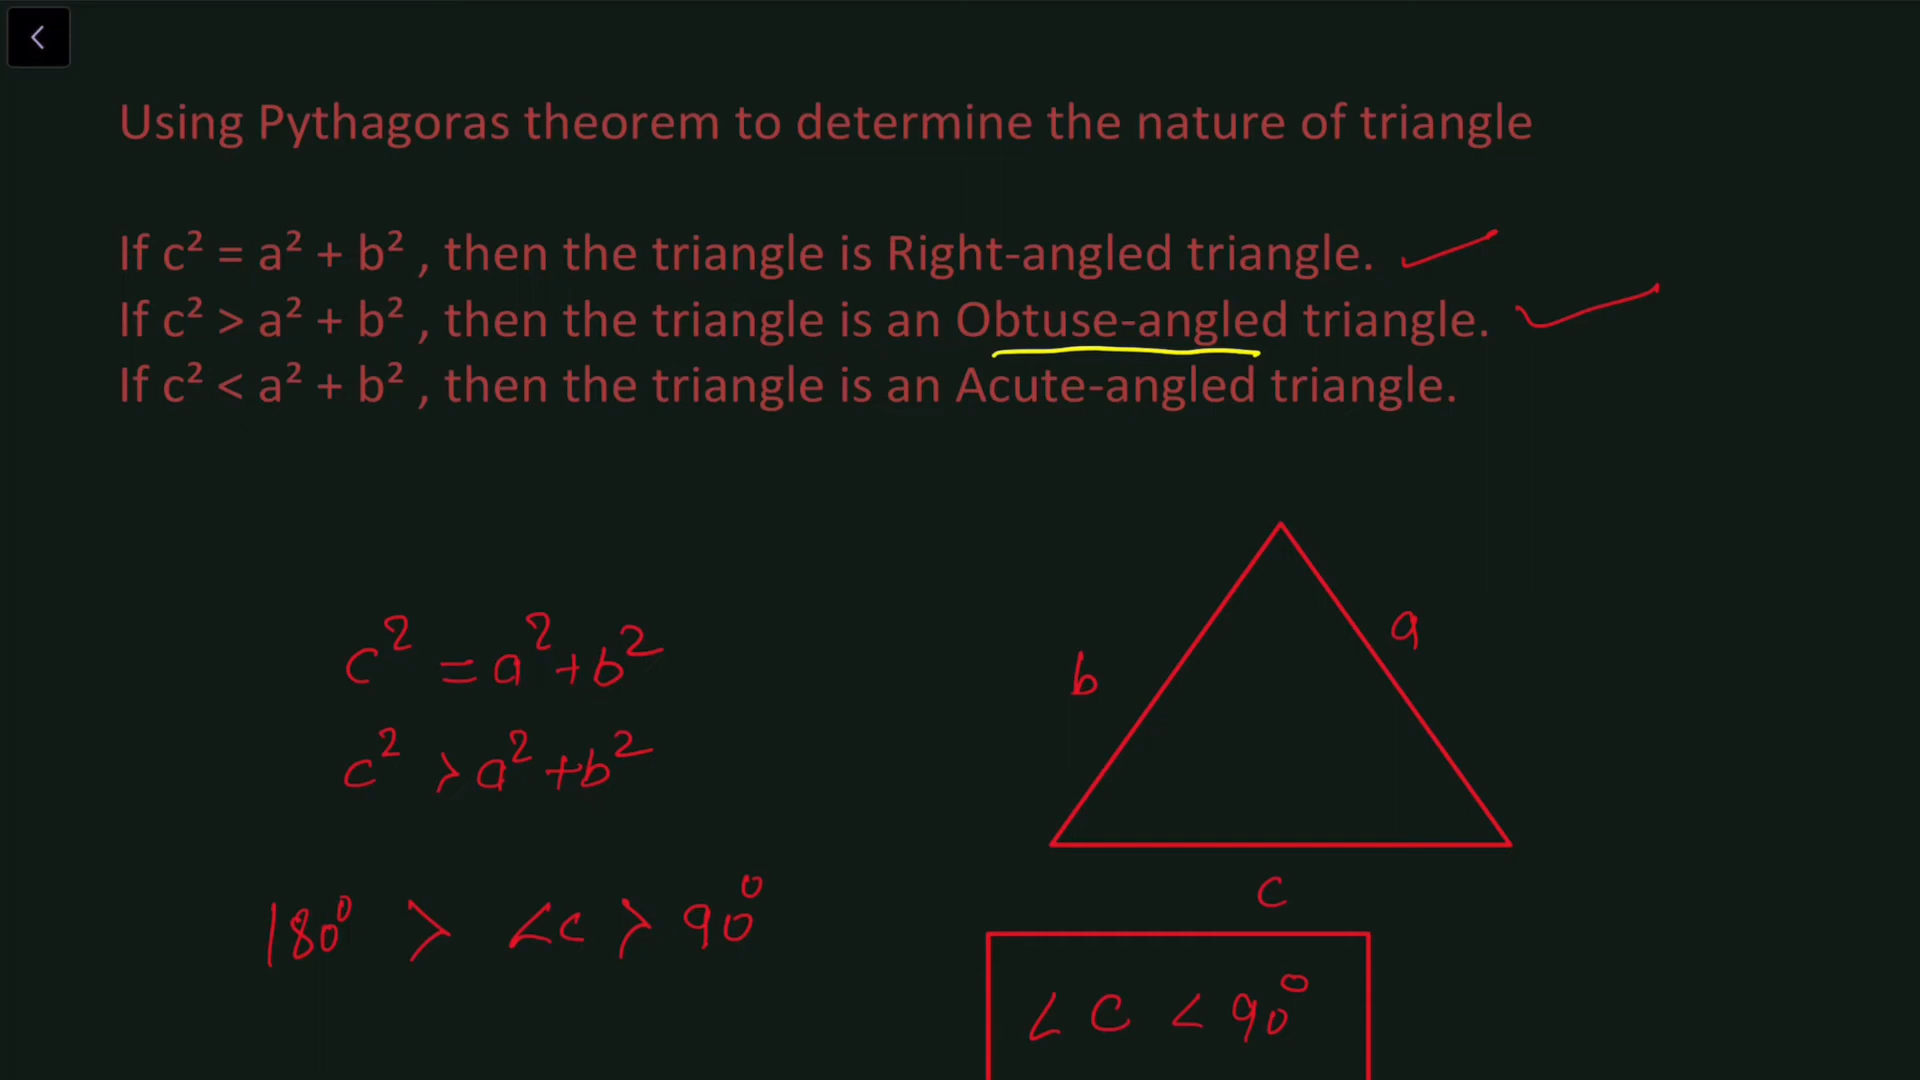 Using Pythagoras theorem to determine the nature of triangle
If c² = a² + b² , then the triangle is Right-angled triangle.
If c² > a² + b² , then the triangle is an Obtuse-angled triangle.
If c² < a² + b² , then the triangle is an Acute-angled triangle.
c² = a² + b²
c² > a² + b²
180° > ∠c > 90°
b
a
c
∠C < 90°